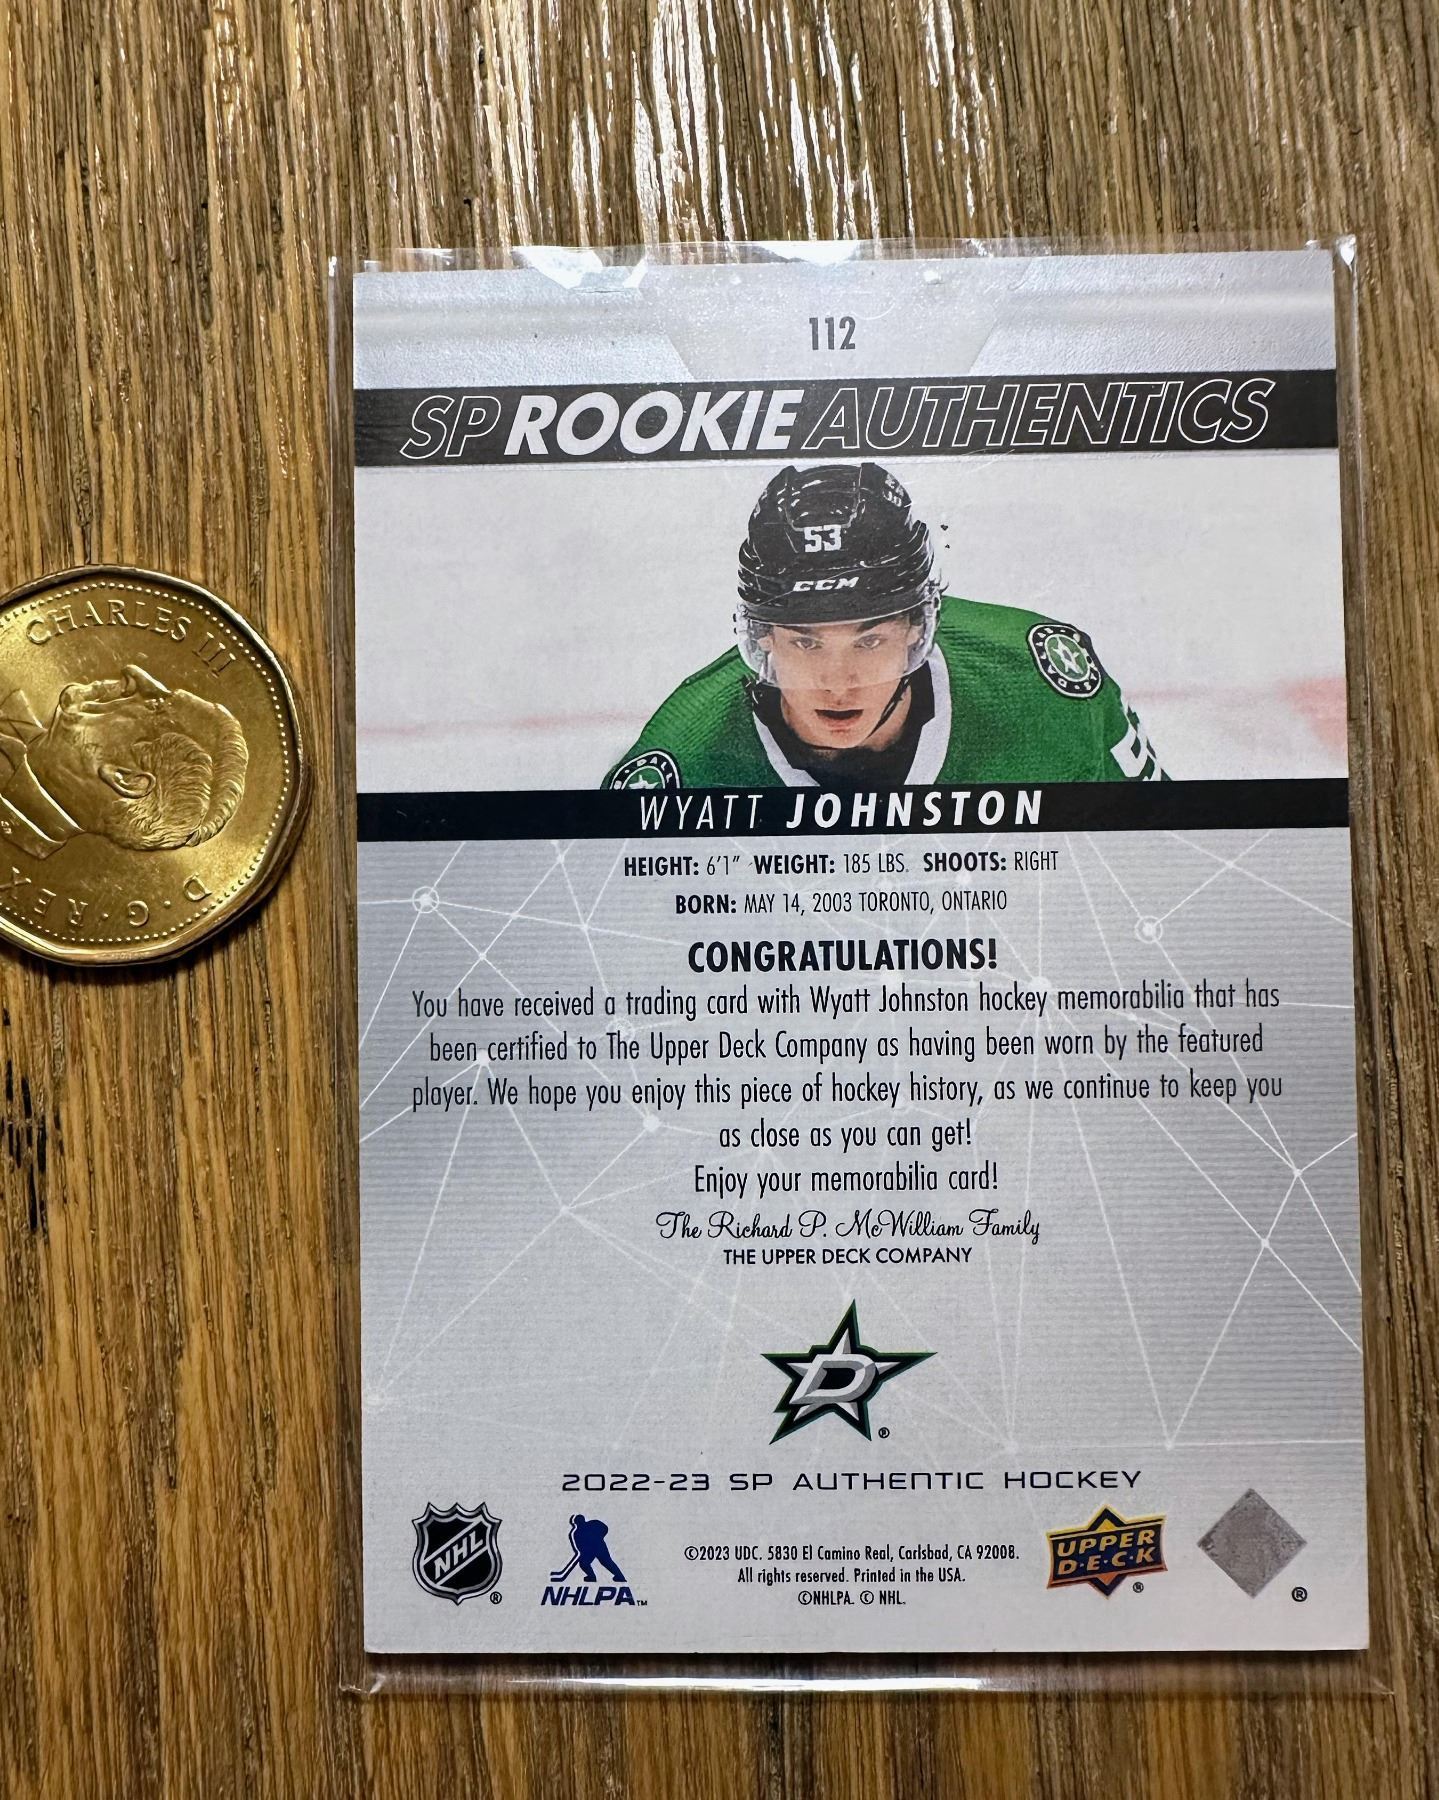 112
SP ROOKIE AUTHENTICS
53
CCM
DALLAS
DALL
53
WYATT JOHNSTON
HEIGHT: 6'1" WEIGHT: 185 LBS. SHOOTS: RIGHT
BORN: MAY 14, 2003 TORONTO, ONTARIO
CONGRATULATIONS!
You have received a trading card with Wyatt Johnston hockey memorabilia that has
been certified to The Upper Deck Company as having been worn by the featured
player. We hope you enjoy this piece of hockey history, as we continue to keep you
as close as you can get!
Enjoy your memorabilia card!
The Richard P. McWilliam Family
THE UPPER DECK COMPANY
D®
2022-23 SP AUTHENTIC HOCKEY
NHL®
NHLPA™
©2023 UDC. 5830 El Camino Real, Carlsbad, CA 92008.
All rights reserved. Printed in the USA.
©NHLPA. © NHL.
UPPER
D·E·C·K®
®
CHARLES III
D·G·REX